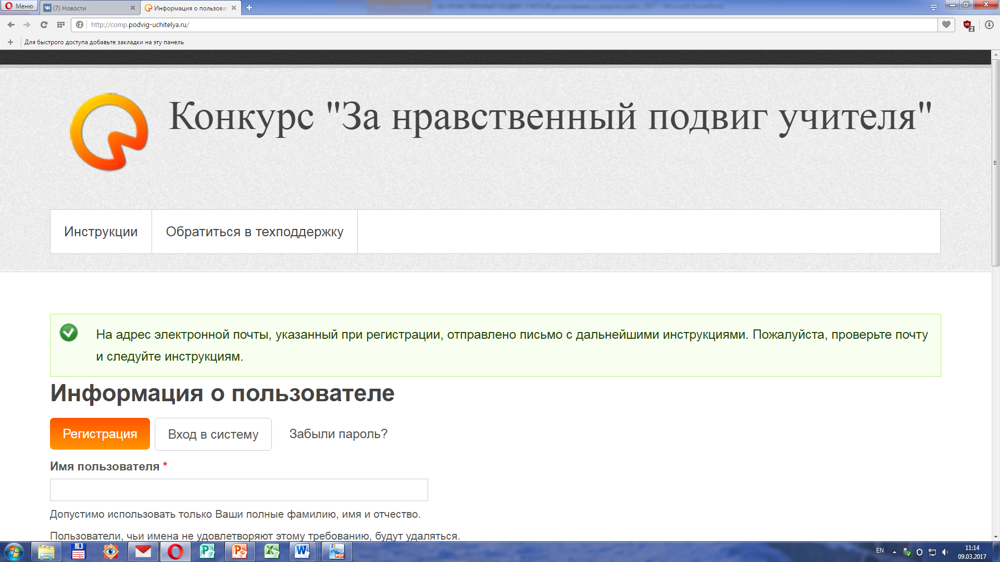 Меню
(7) Новости
Информация о пользова
http://comp.podvig-uchitelya.ru/
2
Для быстрого доступа добавьте закладки на эту панель
Конкурс "За нравственный подвиг учителя"
Инструкции
Обратиться в техподдержку
На адрес электронной почты, указанный при регистрации, отправлено письмо с дальнейшими инструкциями. Пожалуйста, проверьте почту
и следуйте инструкциям.
Информация о пользователе
Регистрация
Вход в систему
Забыли пароль?
Имя пользователя *
Допустимо использовать только Ваши полные фамилию, имя и отчество.
Пользователи, чьи имена не удовлетворяют этому требованию, будут удаляться.
EN
11:14
09.03.2017